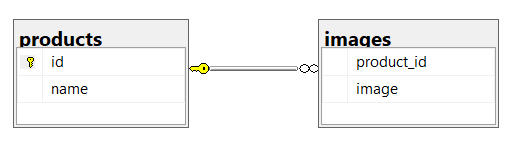 products
id
name
images
product_id
image